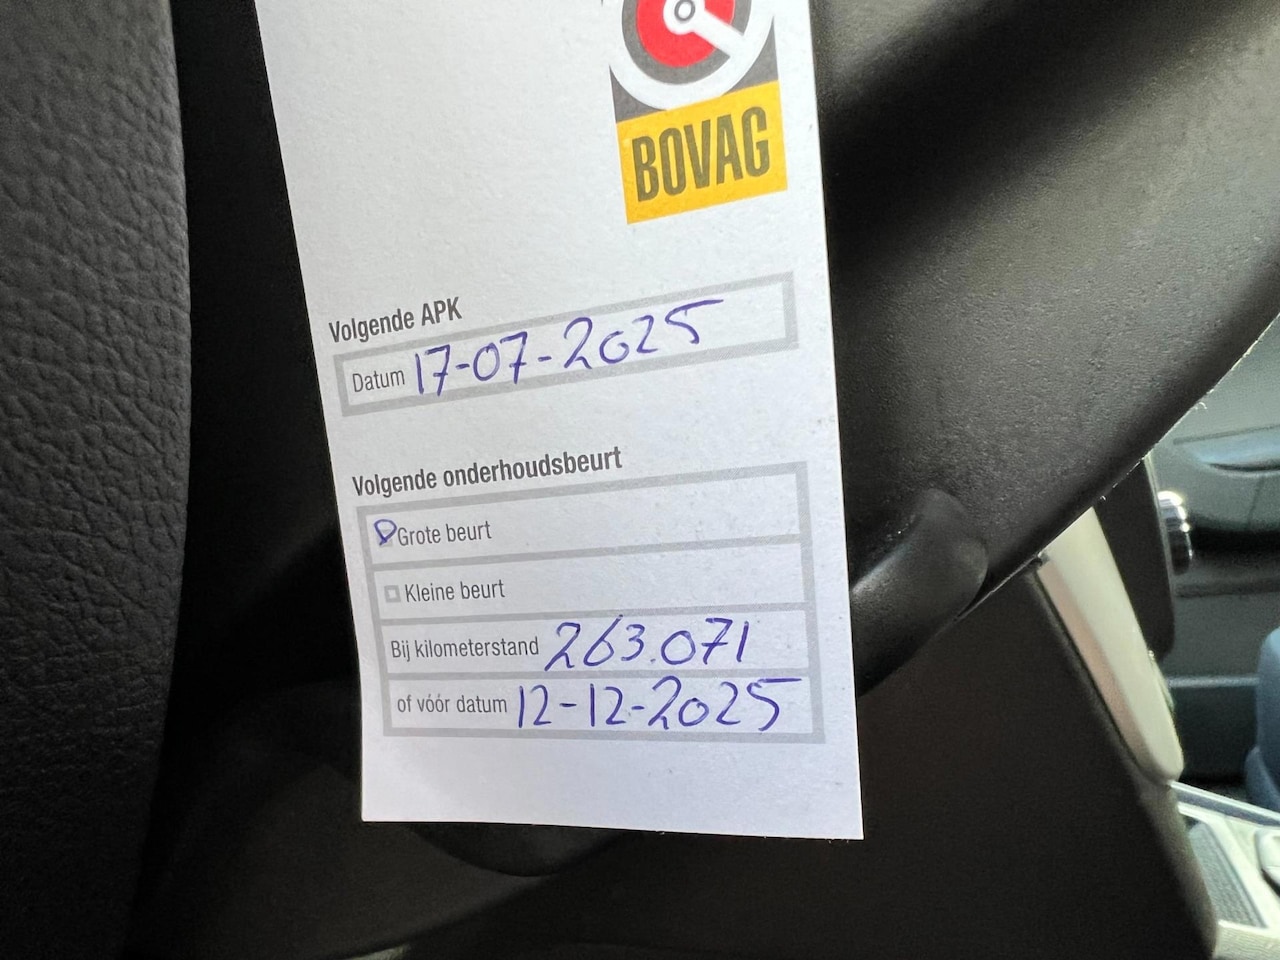 BOVAG
Volgende APK
Datum 17-07-2025
Volgende onderhoudsbeurt
Grote beurt
Kleine beurt
Bij kilometerstand 263.071
of vóór datum 12-12-2025